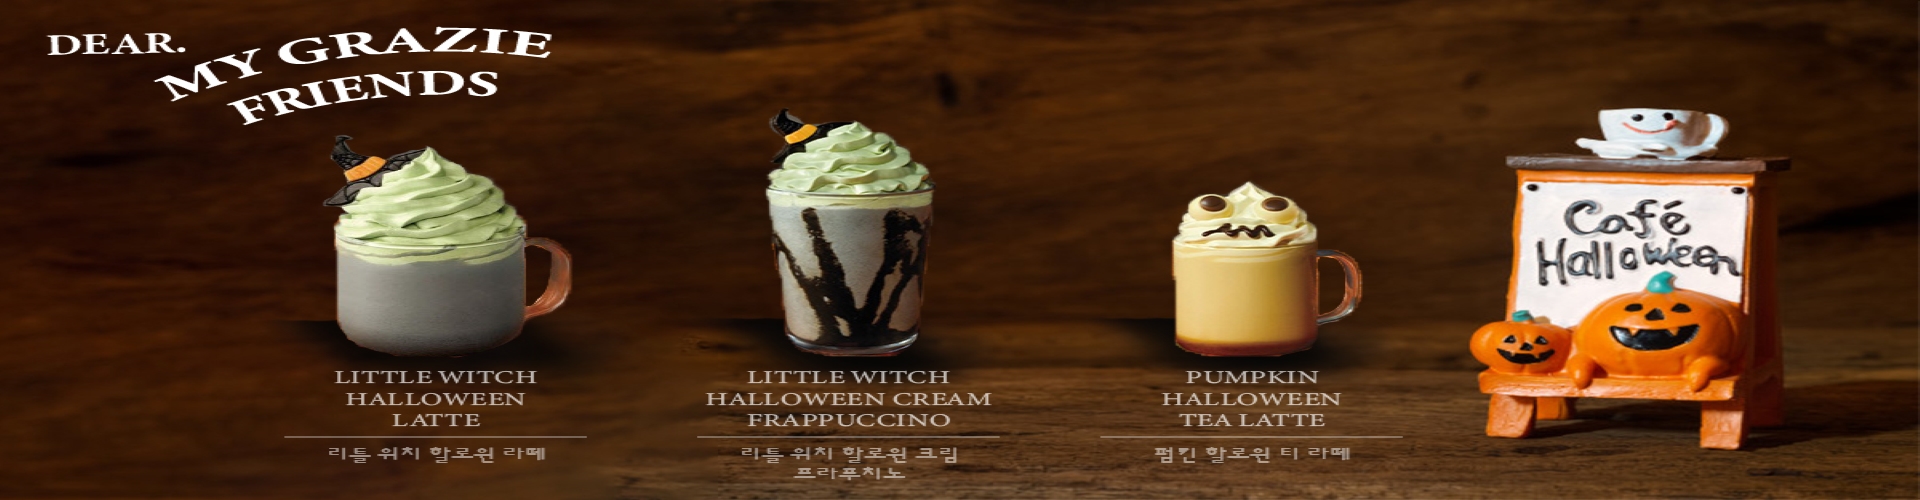 DEAR.
MY GRAZIE
FRIENDS
LITTLE WITCH
HALLOWEEN
LATTE
리틀 위치 할로윈 라떼
LITTLE WITCH
HALLOWEEN CREAM
FRAPPUCCINO
리틀 위치 할로윈 크림
프라푸치노
PUMPKIN
HALLOWEEN
TEA LATTE
펌킨 할로윈 티 라떼
Café
Halloween